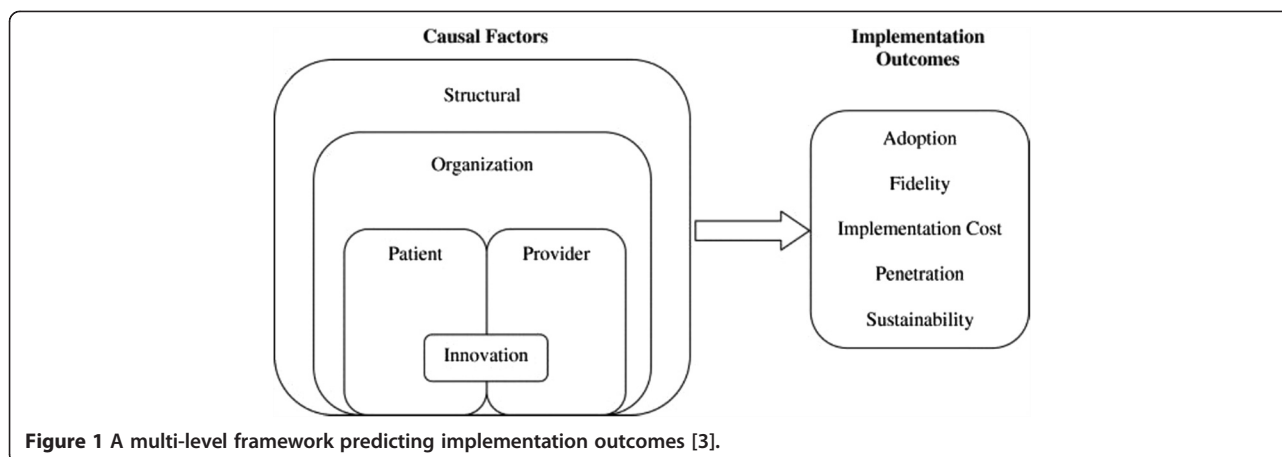 Causal Factors
Implementation
Outcomes
Structural
Organization
Patient
Provider
Innovation
Adoption
Fidelity
Implementation Cost
Penetration
Sustainability
Figure 1 A multi-level framework predicting implementation outcomes [3].